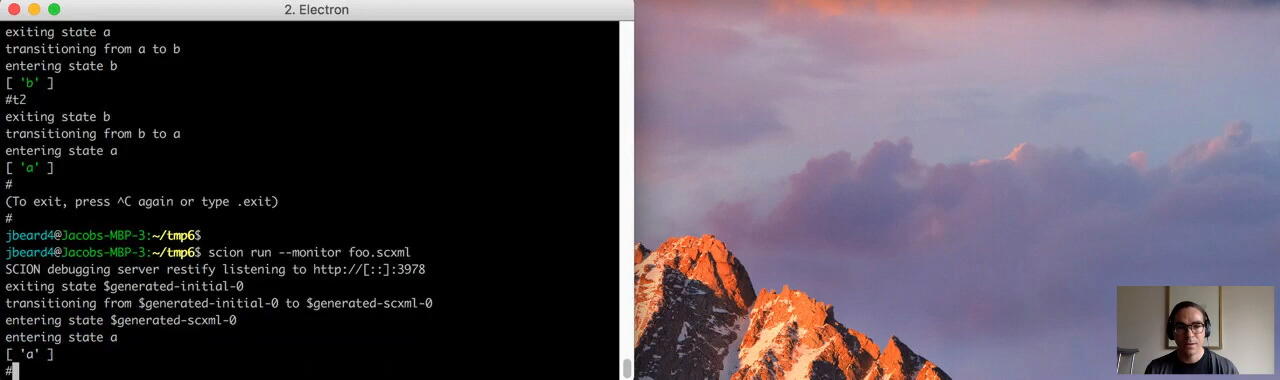 2. Electron
exiting state a
transitioning from a to b
entering state b
[ 'b' ]
#t2
exiting state b
transitioning from b to a
entering state a
[ 'a' ]
#
(To exit, press ^C again or type .exit)
#
jbeard4@Jacobs-MBP-3:~/tmp6$
jbeard4@Jacobs-MBP-3:~/tmp6$ scion run --monitor foo.scxml
SCION debugging server restify listening to http://[::]:3978
exiting state $generated-initial-0
transitioning from $generated-initial-0 to $generated-scxml-0
entering state $generated-scxml-0
entering state a
[ 'a' ]
#